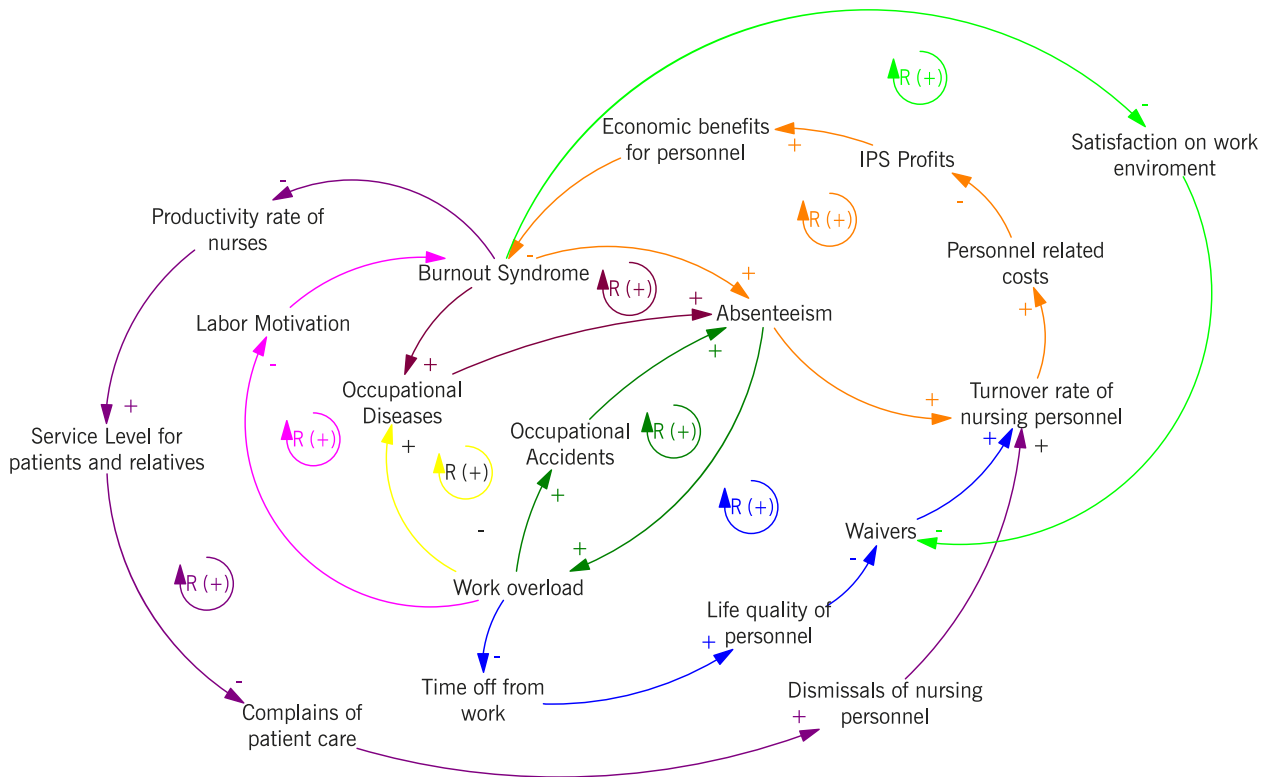 R (+)
Economic benefits
for personnel
+
IPS Profits
-
Satisfaction on work
enviroment
-
Productivity rate of
nurses
R (+)
-
Personnel related
costs
Burnout Syndrome
-
R (+)
+
+
Absenteeism
+
Labor Motivation
-
+
+
Occupational
Diseases
+
Turnover rate of
nursing personnel
+
Service Level for
patients and relatives
R (+)
+
Occupational
Accidents
R (+)
+
+
R (+)
+
R (+)
-
Waivers
-
+
-
R (+)
Work overload
Life quality of
personnel
-
+
-
Time off from
work
Dismissals of nursing
personnel
+
Complains of
patient care